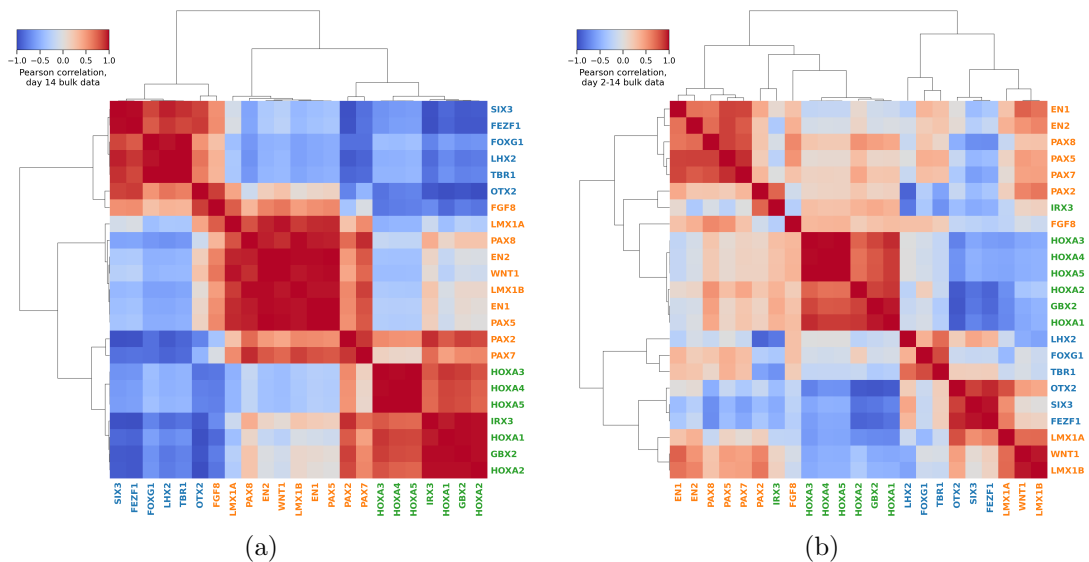 −1.0 −0.5 0.0 0.5 1.0
Pearson correlation,
day 14 bulk data
SIX3
FEZF1
FOXG1
LHX2
TBR1
OTX2
FGF8
LMX1A
PAX8
EN2
WNT1
LMX1B
EN1
PAX5
PAX2
PAX7
HOXA3
HOXA4
HOXA5
IRX3
HOXA1
GBX2
HOXA2
SIX3
FEZF1
FOXG1
LHX2
TBR1
OTX2
FGF8
LMX1A
PAX8
EN2
WNT1
LMX1B
EN1
PAX5
PAX2
PAX7
HOXA3
HOXA4
HOXA5
IRX3
HOXA1
GBX2
HOXA2
(a)
−1.0 −0.5 0.0 0.5 1.0
Pearson correlation,
day 2-14 bulk data
EN1
EN2
PAX8
PAX5
PAX7
PAX2
IRX3
FGF8
HOXA3
HOXA4
HOXA5
HOXA2
GBX2
HOXA1
LHX2
FOXG1
TBR1
OTX2
SIX3
FEZF1
LMX1A
WNT1
LMX1B
EN1
EN2
PAX8
PAX5
PAX7
PAX2
IRX3
FGF8
HOXA3
HOXA4
HOXA5
HOXA2
GBX2
HOXA1
LHX2
FOXG1
TBR1
OTX2
SIX3
FEZF1
LMX1A
WNT1
LMX1B
(b)